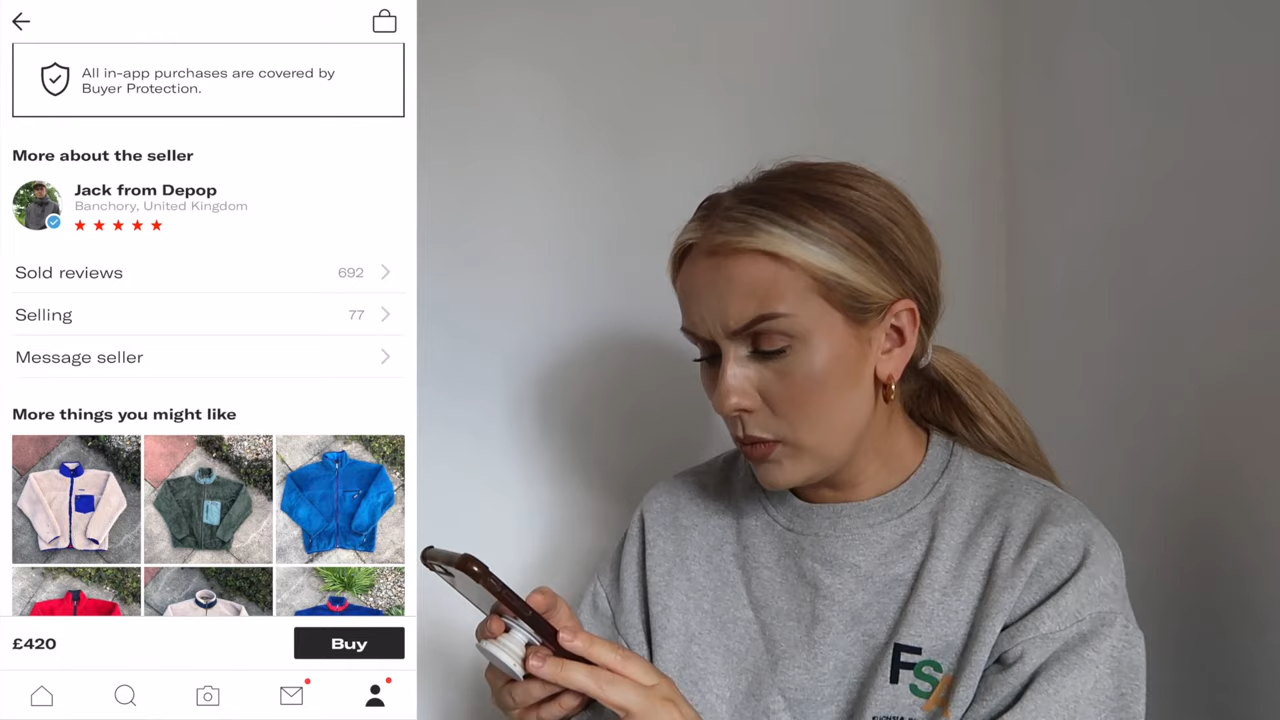 All in-app purchases are covered by
Buyer Protection.
More about the seller
Jack from Depop
Banchory, United Kingdom
Sold reviews 692
Selling 77
Message seller
More things you might like
£420
Buy
FSA